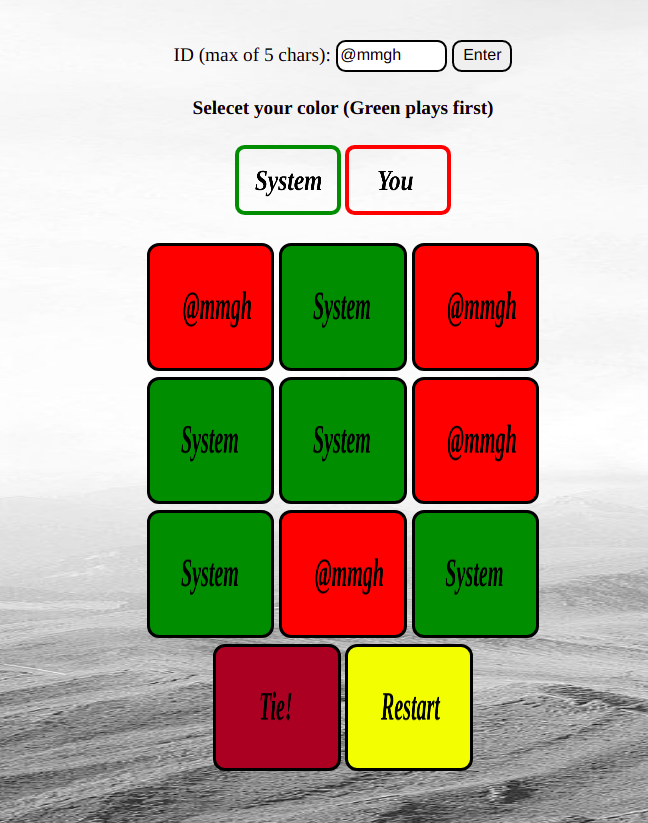 ID (max of 5 chars): @mmgh Enter
Selecet your color (Green plays first)
System You
@mmgh System @mmgh
System System @mmgh
System @mmgh System
Tie! Restart